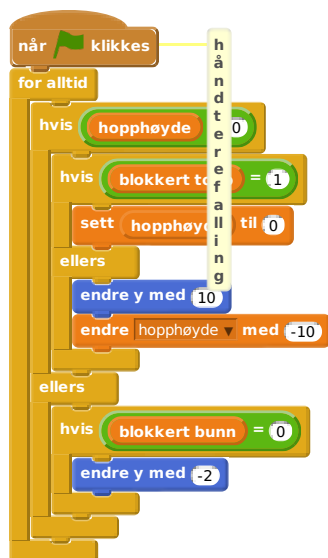 når klikkes
håndterefalling
for alltid
hvis hopphøyde 0
hvis blokkert = 1
sett til 0
ellers
endre y med 10
endre hopphøyde ▼ med -10
ellers
hvis blokkert bunn = 0
endre y med -2